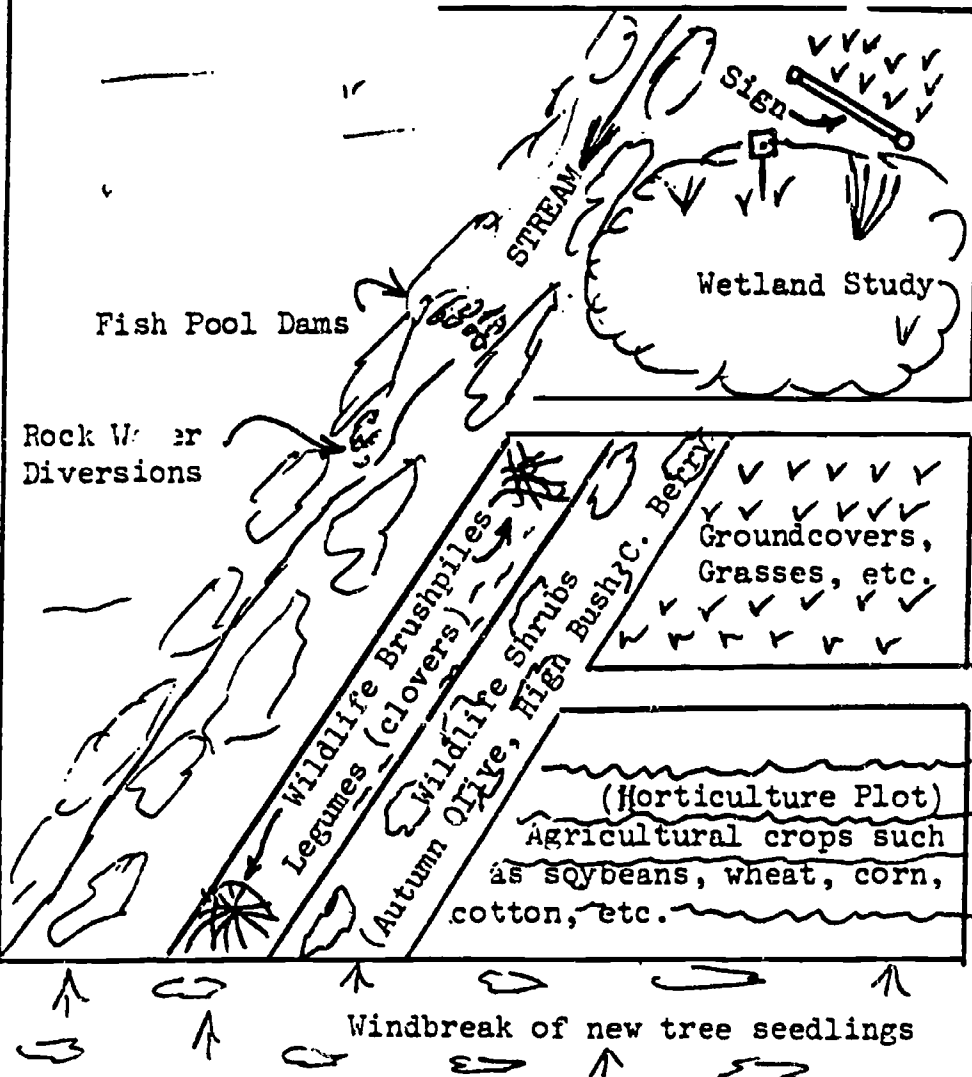 Sign
STREAM
Wetland Study
Fish Pool Dams
Rock
Diversions
Wildlife Brushpiles
Legumes (clovers)
Wildlife Shrubs
(Autumn Olive, High Bush C. Berry
Groundcovers,
Grasses, etc.
(Horticulture Plot)
Agricultural crops such
as soybeans, wheat, corn,
cotton, etc.
Windbreak of new tree seedlings